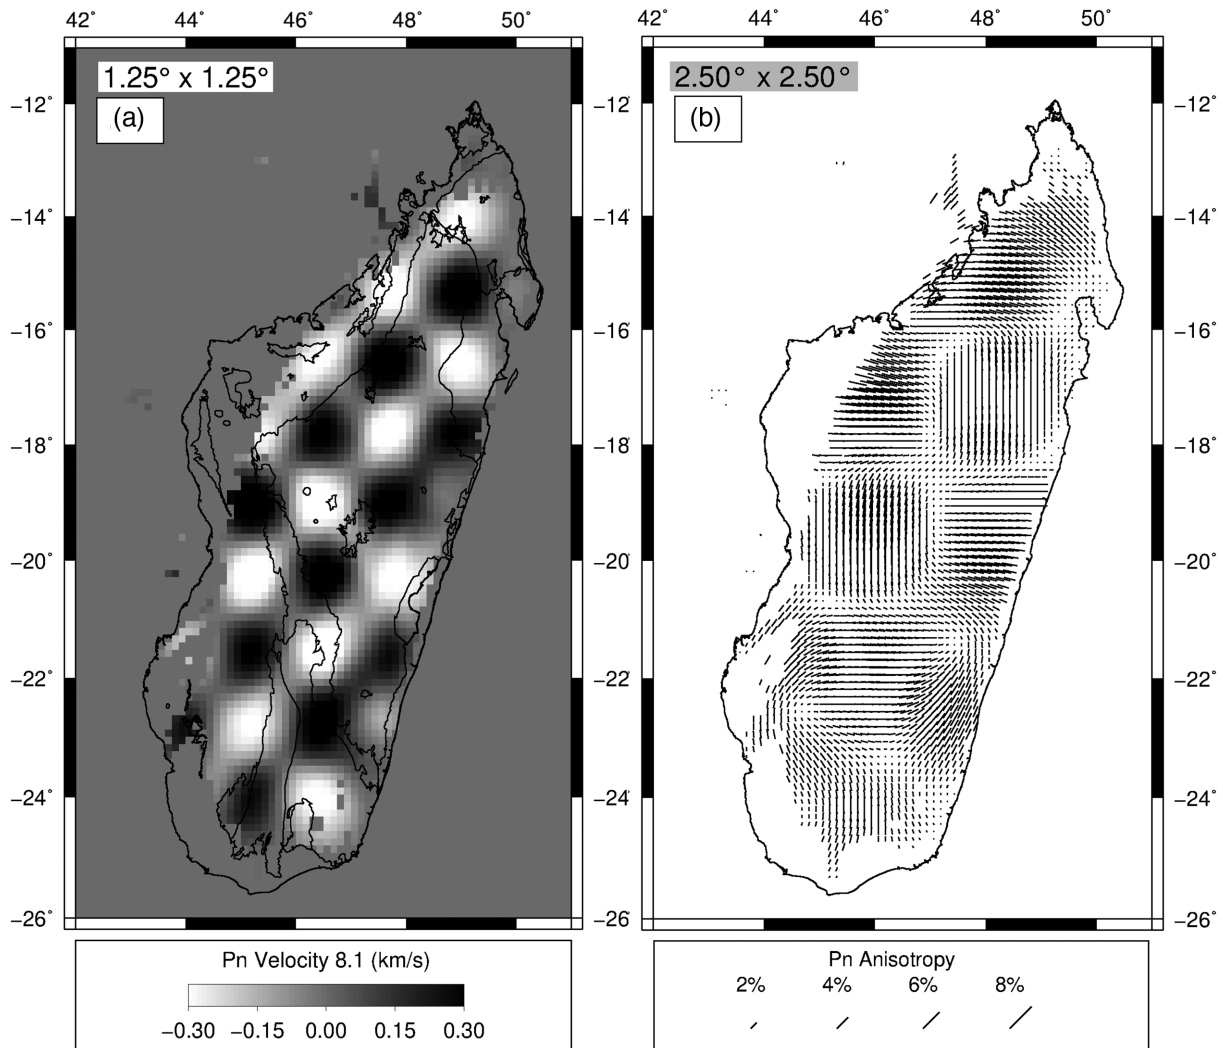 44° 46° 48° 50°
42° 44° 46° 48° 50°
42°
1.25° x 1.25°
(a)
2.50° x 2.50°
(b)
−12° −12° −12°
−14° −14° −14°
−16° −16° −16°
−18° −18° −18°
−20° −20° −20°
−22° −22° −22°
−24° −24° −24°
−26° −26° −26°
Pn Velocity 8.1 (km/s)
−0.30 −0.15 0.00 0.15 0.30
Pn Anisotropy
2% 4% 6% 8%